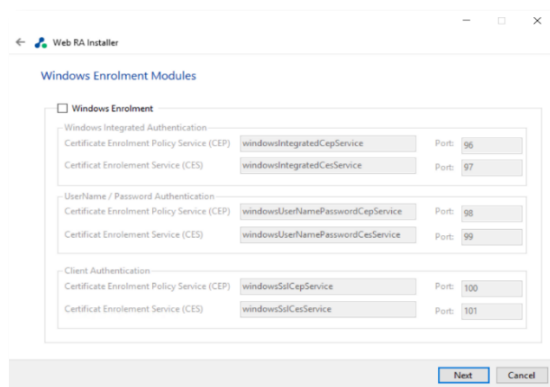 Web RA Installer
Windows Enrolment Modules
Windows Enrolment
Windows Integrated Authentication
Certificate Enrolment Policy Service (CEP) windowsIntegratedCepService Port: 96
Certificat Enrolement Service (CES) windowsIntegratedCesService Port: 97
UserName / Password Authentication
Certificate Enrolment Policy Service (CEP) windowsUserNamePasswordCepService Port: 98
Certificat Enrolement Service (CES) windowsUserNamePasswordCesService Port: 99
Client Authentication
Certificate Enrolment Policy Service (CEP) windowsSslCepService Port: 100
Certificat Enrolement Service (CES) windowsSslCesService Port: 101
Next Cancel